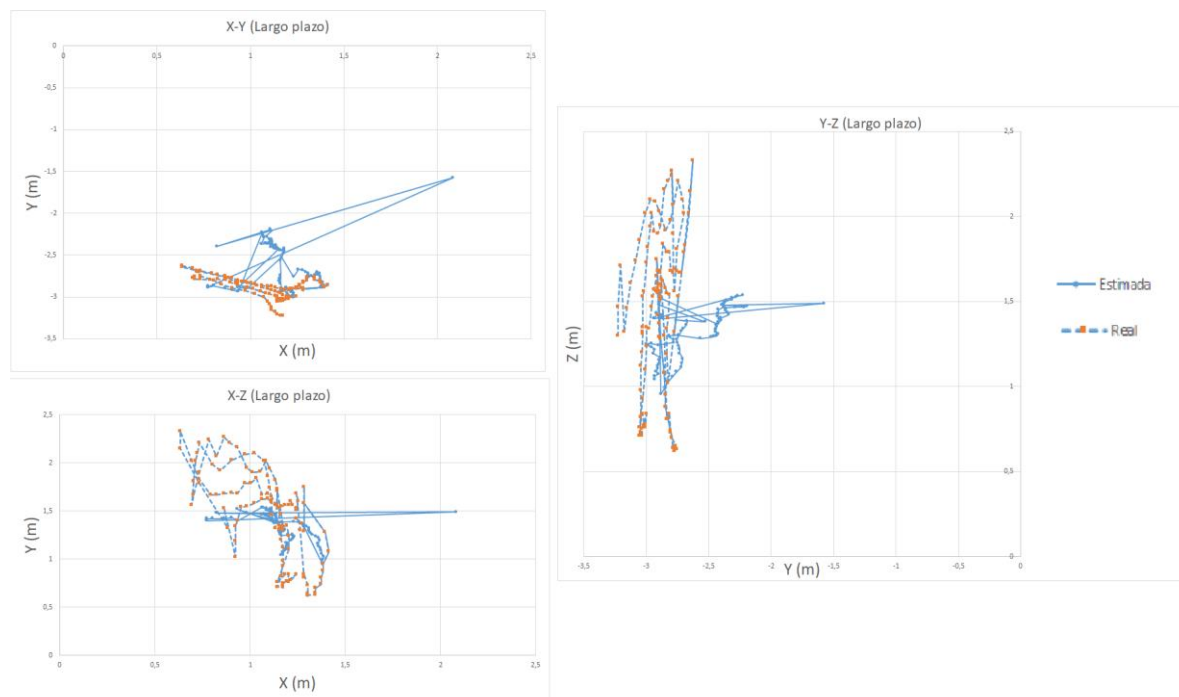 X-Y (Largo plazo)
0
0 0,5 1 1,5 2 2,5
-0,5
-1
-1,5
-2
-2,5
-3
-3,5
Y (m)
X (m)
X-Z (Largo plazo)
2,5
2
1,5
1
0,5
0
0 0,5 1 1,5 2 2,5
Y (m)
X (m)
Y-Z (Largo plazo)
2,5
2
1,5
1
0,5
0
-3,5 -3 -2,5 -2 -1,5 -1 -0,5 0
Z (m)
Y (m)
Estimada
Real